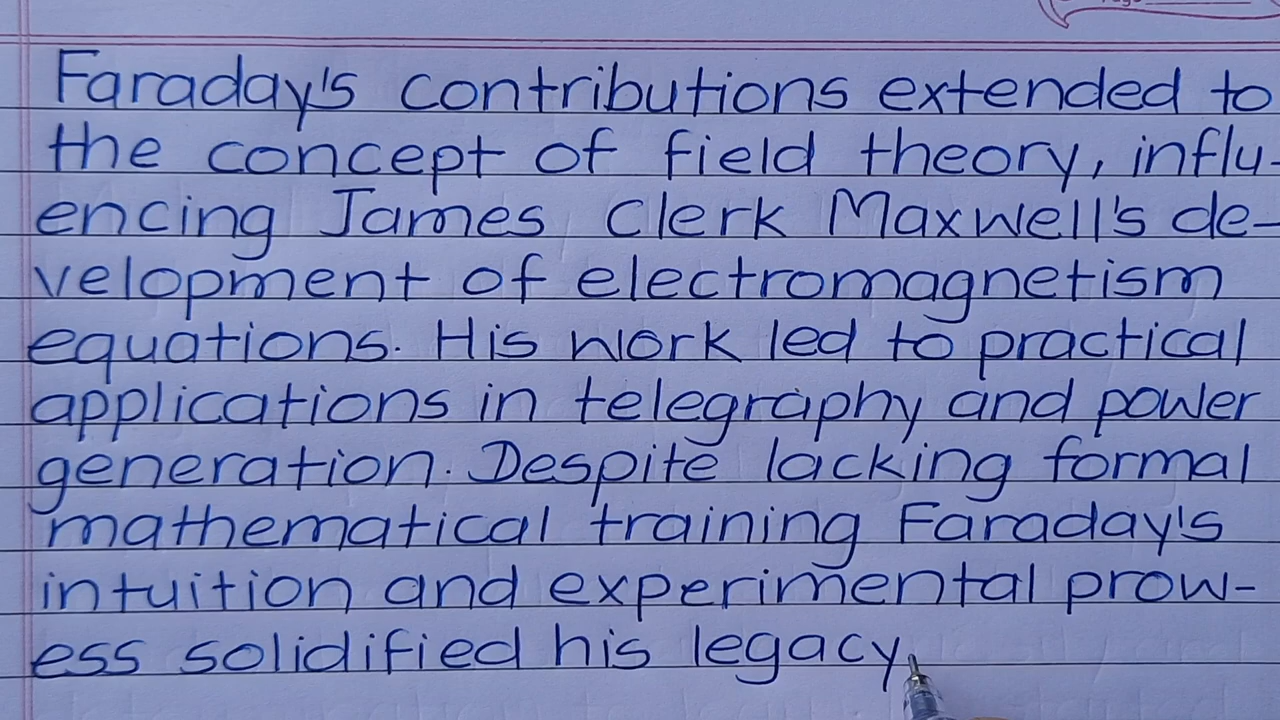 Faraday's contributions extended to
the concept of field theory, influ-
encing James Clerk Maxwell's de-
velopment of electromagnetism
equations. His work led to practical
applications in telegraphy and power
generation. Despite lacking formal
mathematical training Faraday's
intuition and experimental prow-
ess solidified his legacy.